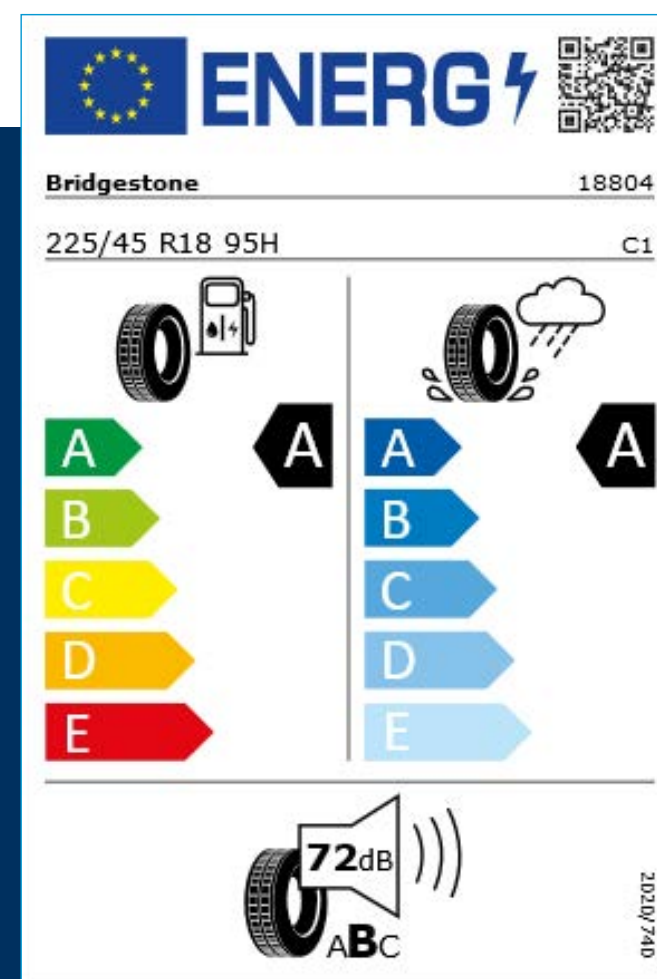 ENERG
Bridgestone 18804
225/45 R18 95H C1
A A A A
B B
C C
D D
E E
72dB
ABC
2020/740